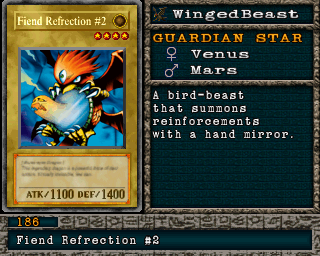 Fiend Refrection #2
WingedBeast
GUARDIAN STAR
♀ Venus
♂ Mars
A bird-beast
that summons
reinforcements
with a hand mirror.
ATK/1100 DEF/1400
186
Fiend Refrection #2